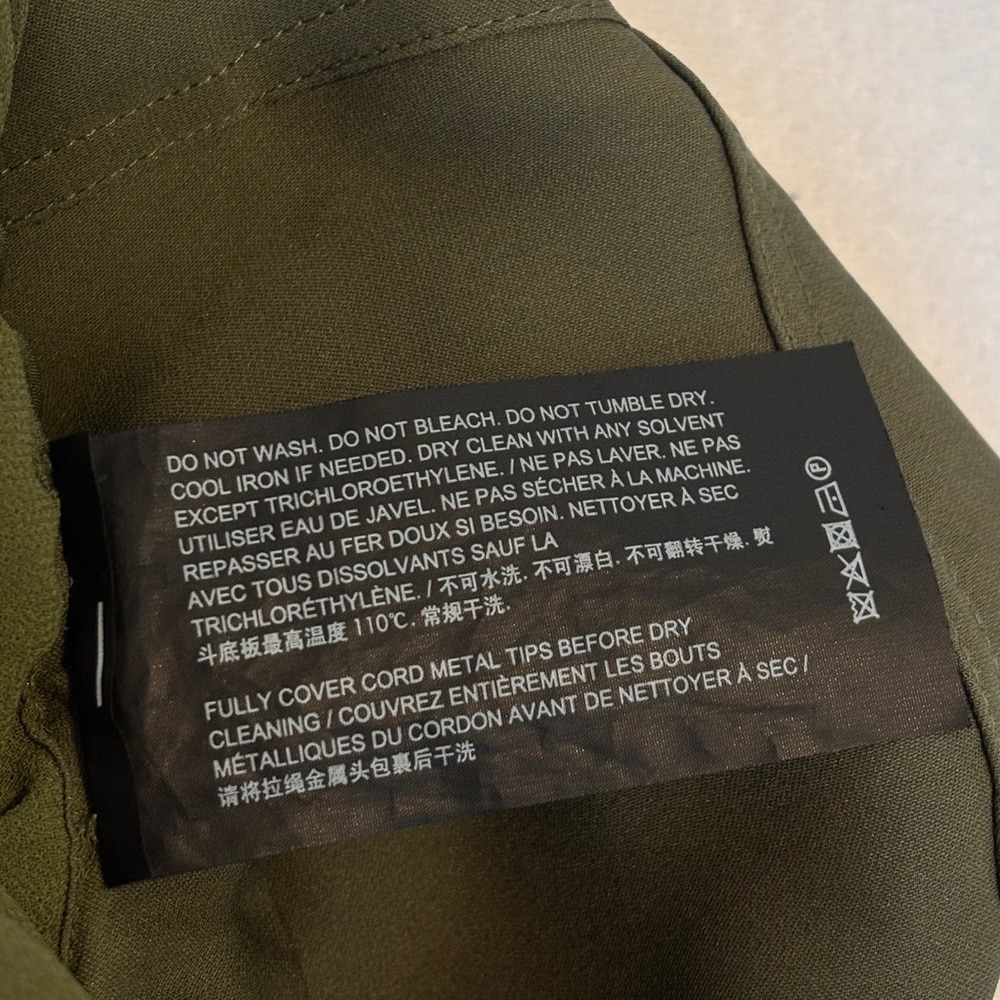 DO NOT WASH. DO NOT BLEACH. DO NOT TUMBLE DRY.
COOL IRON IF NEEDED. DRY CLEAN WITH ANY SOLVENT
EXCEPT TRICHLOROETHYLENE. / NE PAS LAVER. NE PAS
UTILISER EAU DE JAVEL. NE PAS SÉCHER À LA MACHINE.
REPASSER AU FER DOUX SI BESOIN. NETTOYER À SEC
AVEC TOUS DISSOLVANTS SAUF LA
TRICHLORÉTHYLÈNE. / 不可水洗. 不可漂白. 不可翻转干燥. 熨
斗底板最高温度 110℃. 常规干洗.
FULLY COVER CORD METAL TIPS BEFORE DRY
CLEANING / COUVREZ ENTIÈREMENT LES BOUTS
MÉTALLIQUES DU CORDON AVANT DE NETTOYER À SEC /
请将拉绳金属头包裹后干洗
P